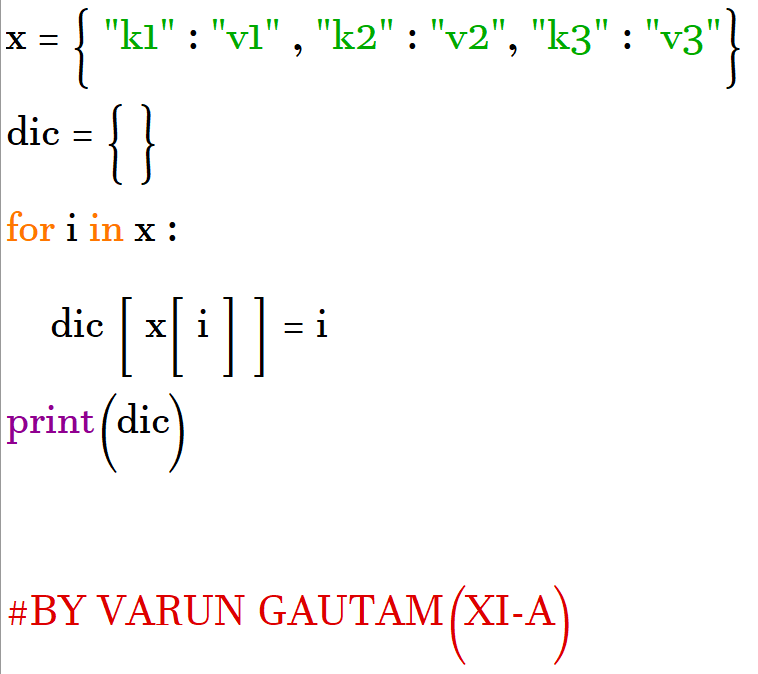 x = { "k1" : "v1" , "k2" : "v2", "k3" : "v3"}
dic = { }
for i in x :
dic [ x[ i ] ] = i
print(dic)
#BY VARUN GAUTAM(XI-A)